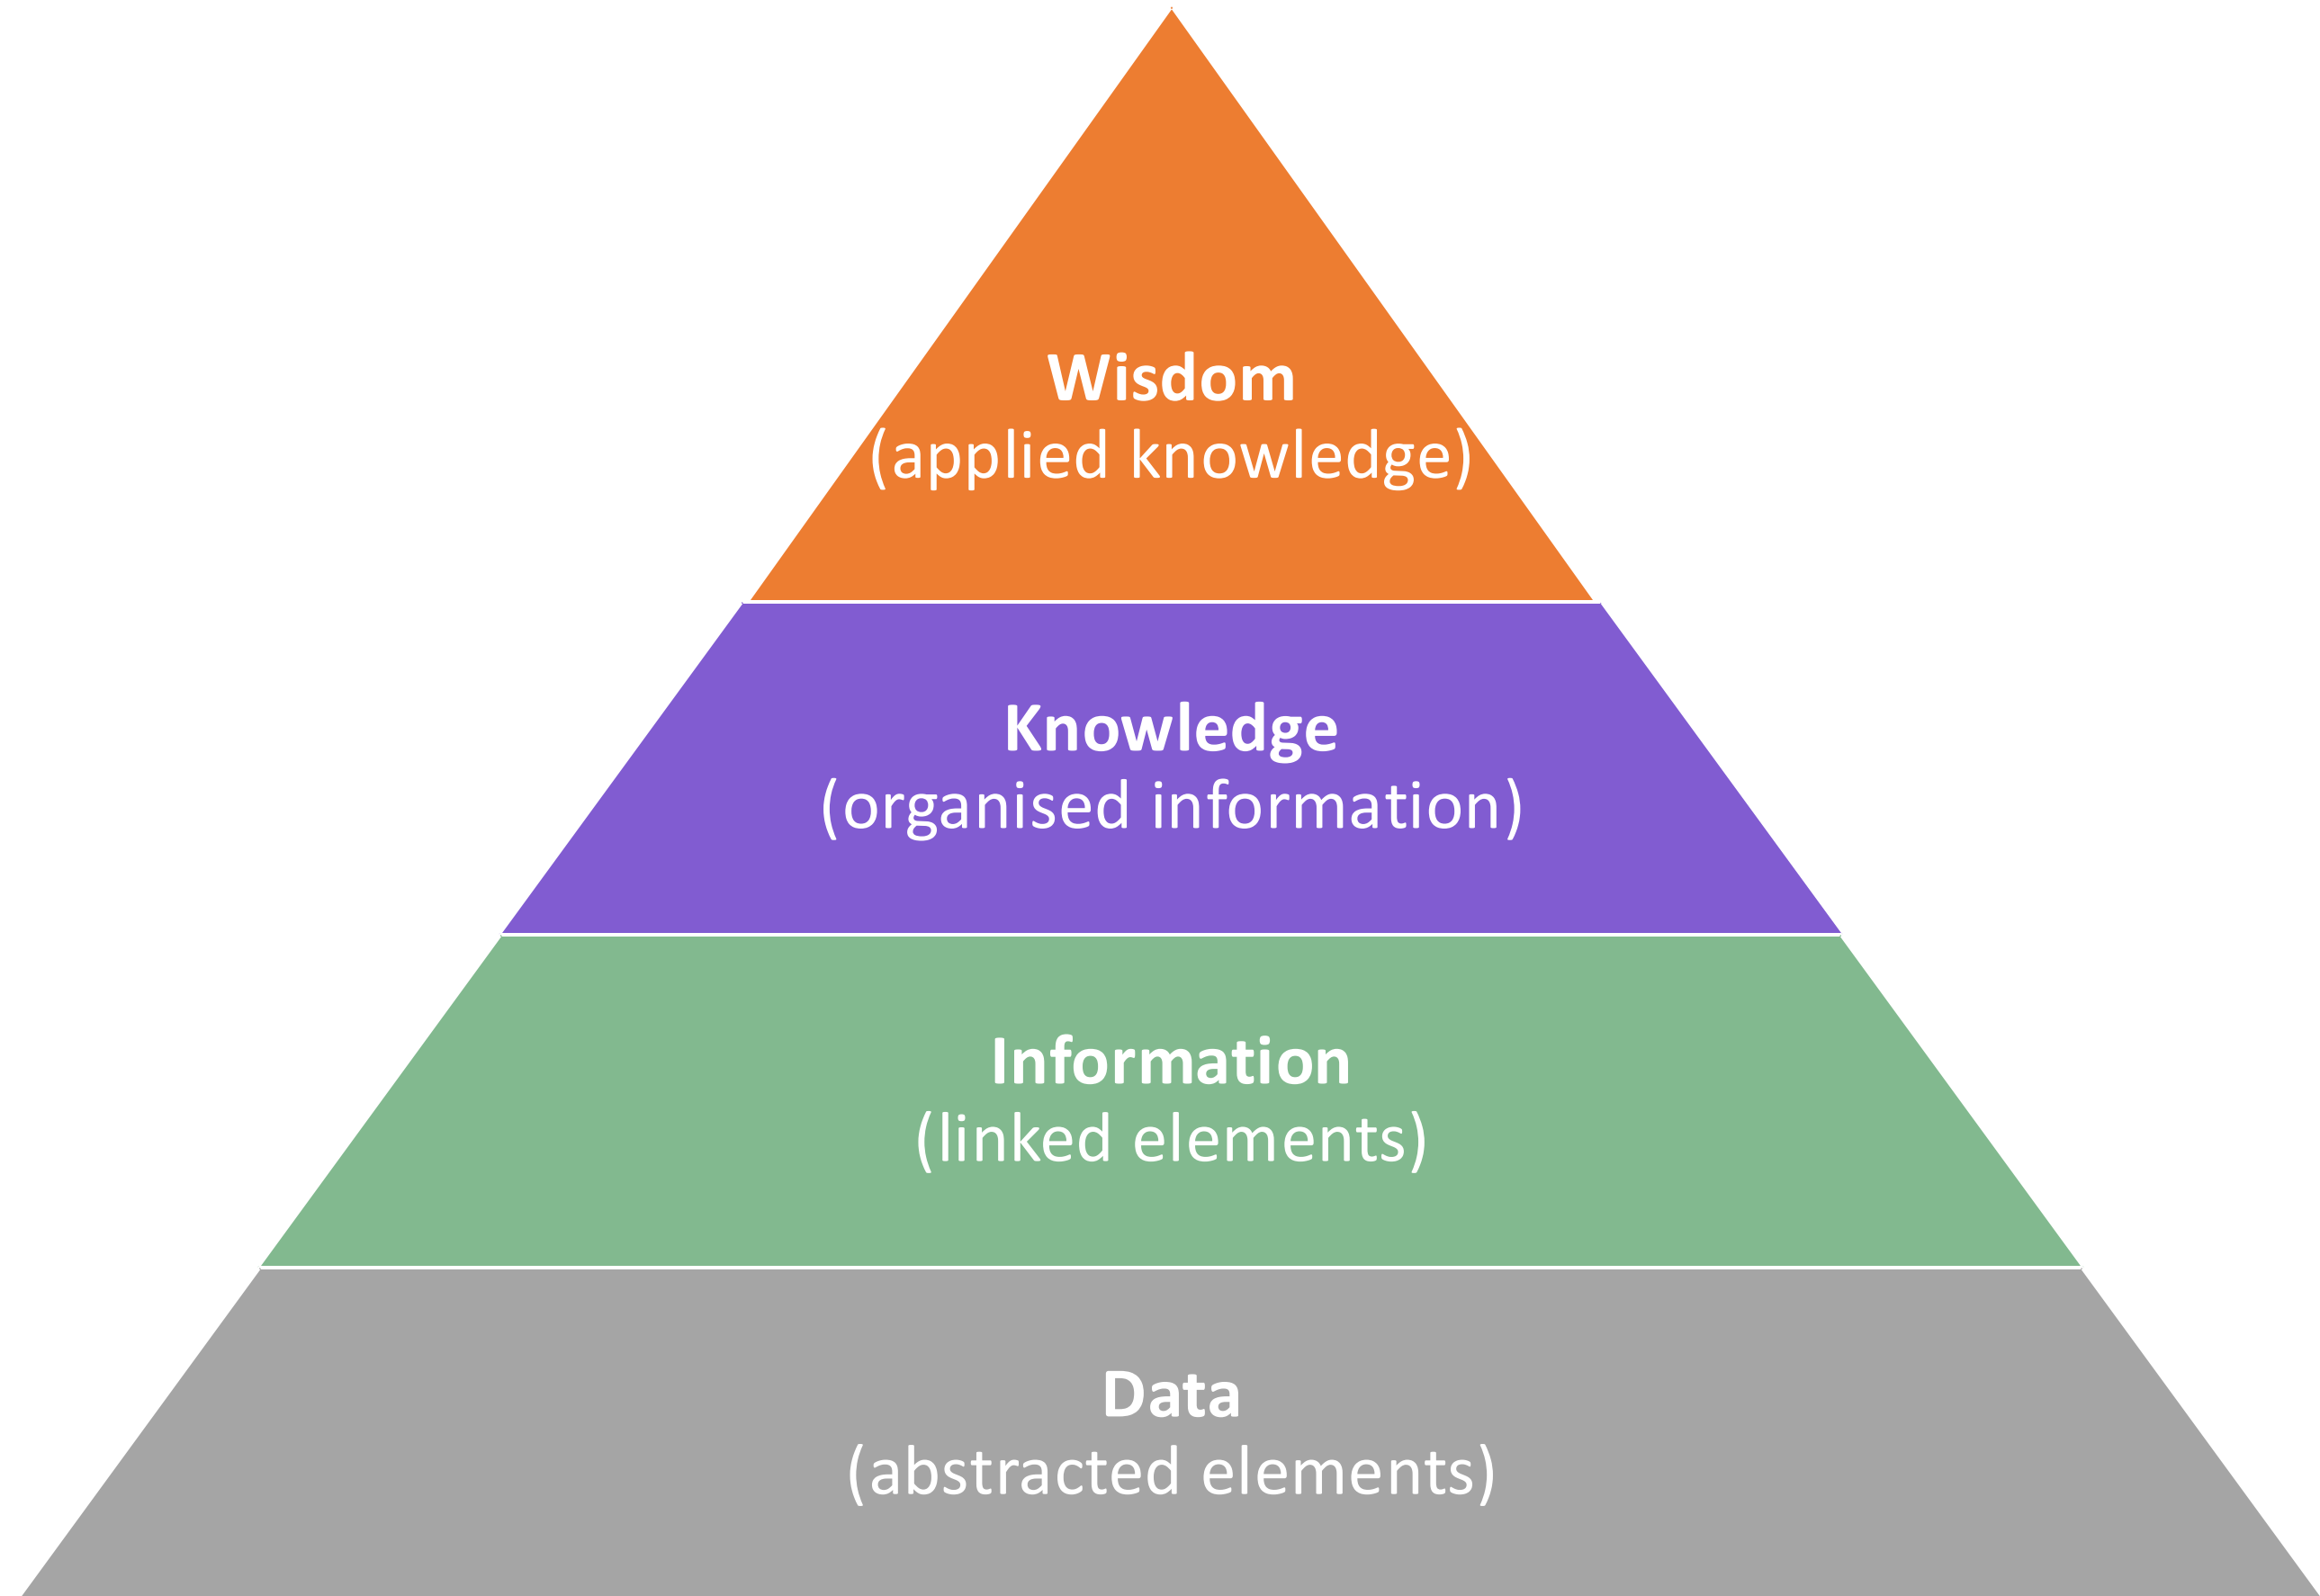 Wisdom
(applied knowledge)
Knowledge
(organised information)
Information
(linked elements)
Data
(abstracted elements)